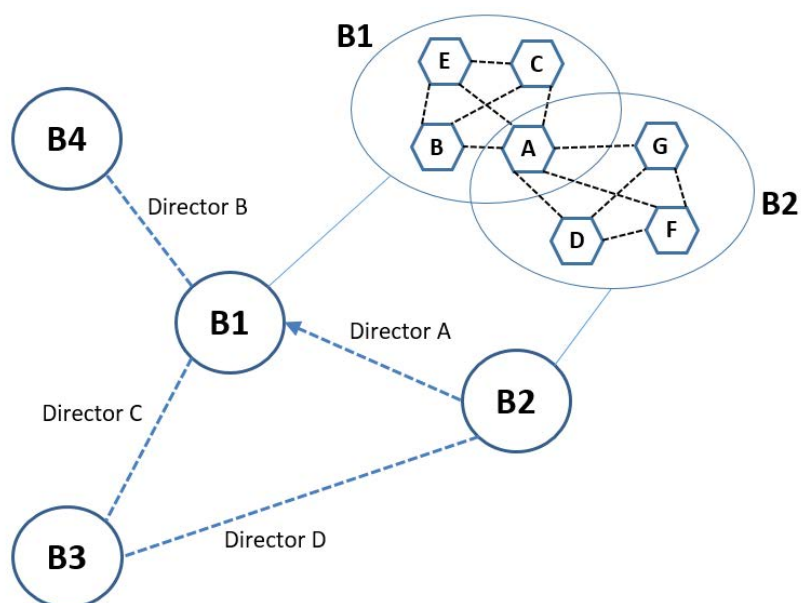 B1
E
C
B4
B
A
G
B2
Director B
D
F
B1
Director A
B2
Director C
Director D
B3